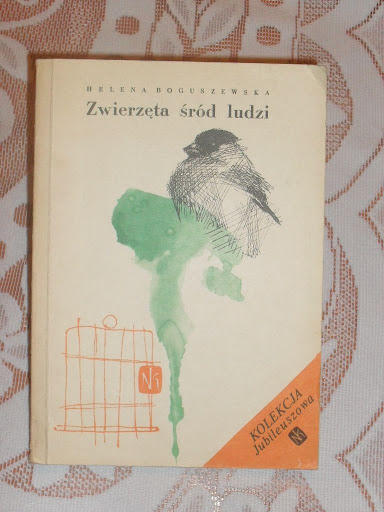 HELENA BOGUSZEWSKA
Zwierzęta śród ludzi
KOLEKCJA
Jubileuszowa